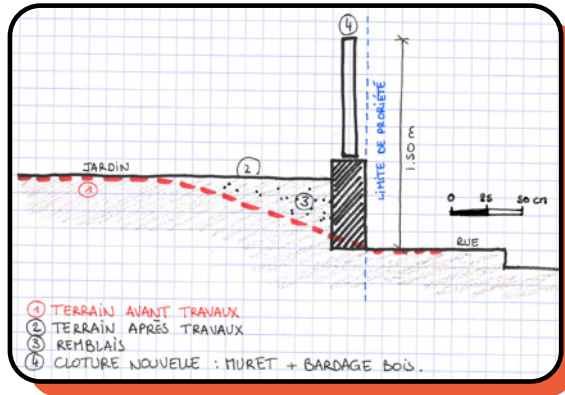 ④
JARDIN
②
①
③
LIMITE DE PRORIÉTÉ
1.50 m
0 25 50 cm
RUE
① TERRAIN AVANT TRAVAUX
② TERRAIN APRÈS TRAVAUX
③ REMBLAIS
④ CLOTURE NOUVELLE : MURET + BARDAGE BOIS.